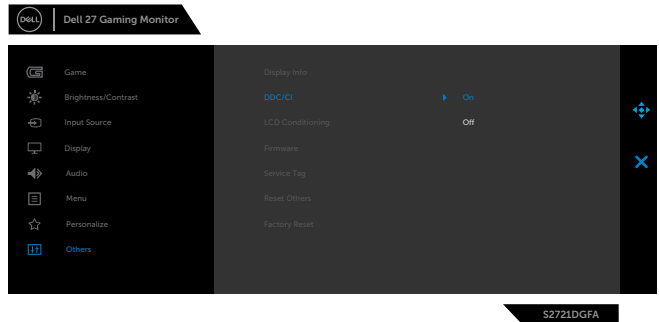 DELL
Dell 27 Gaming Monitor
Game
Display Info
Brightness/Contrast
DDC/CI
On
Input Source
LCD Conditioning
Off
Display
Firmware
Audio
Service Tag
Menu
Reset Others
Personalize
Factory Reset
Others
S2721DGFA